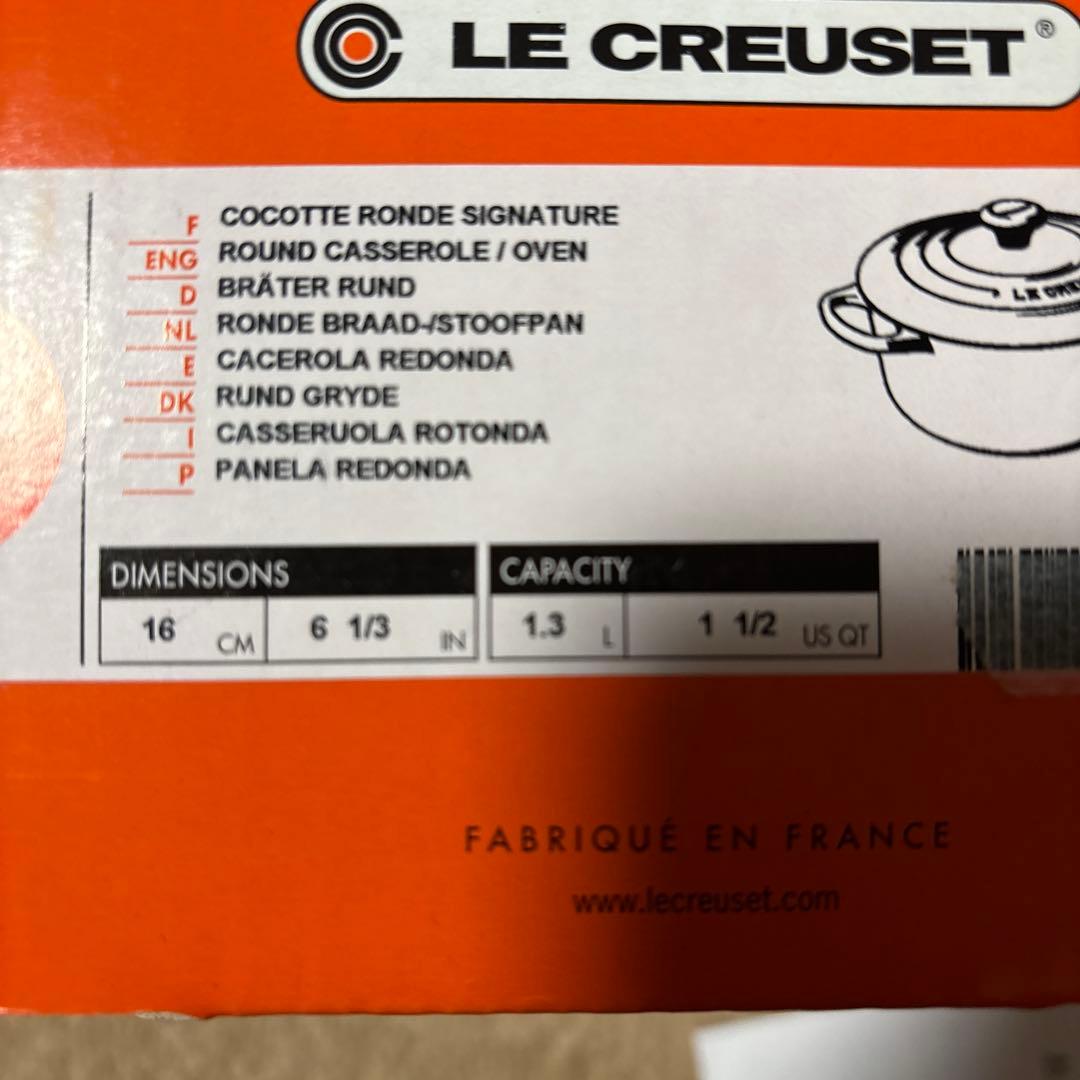 LE CREUSET®
F COCOTTE RONDE SIGNATURE
ENG ROUND CASSEROLE / OVEN
D BRÄTER RUND
NL RONDE BRAAD-/STOOFPAN
E CACEROLA REDONDA
DK RUND GRYDE
I CASSERUOLA ROTONDA
P PANELA REDONDA
LE CRE
DIMENSIONS CAPACITY
16 CM 6 1/3 IN 1.3 L 1 1/2 US QT
FABRIQUÉ EN FRANCE
www.lecreuset.com